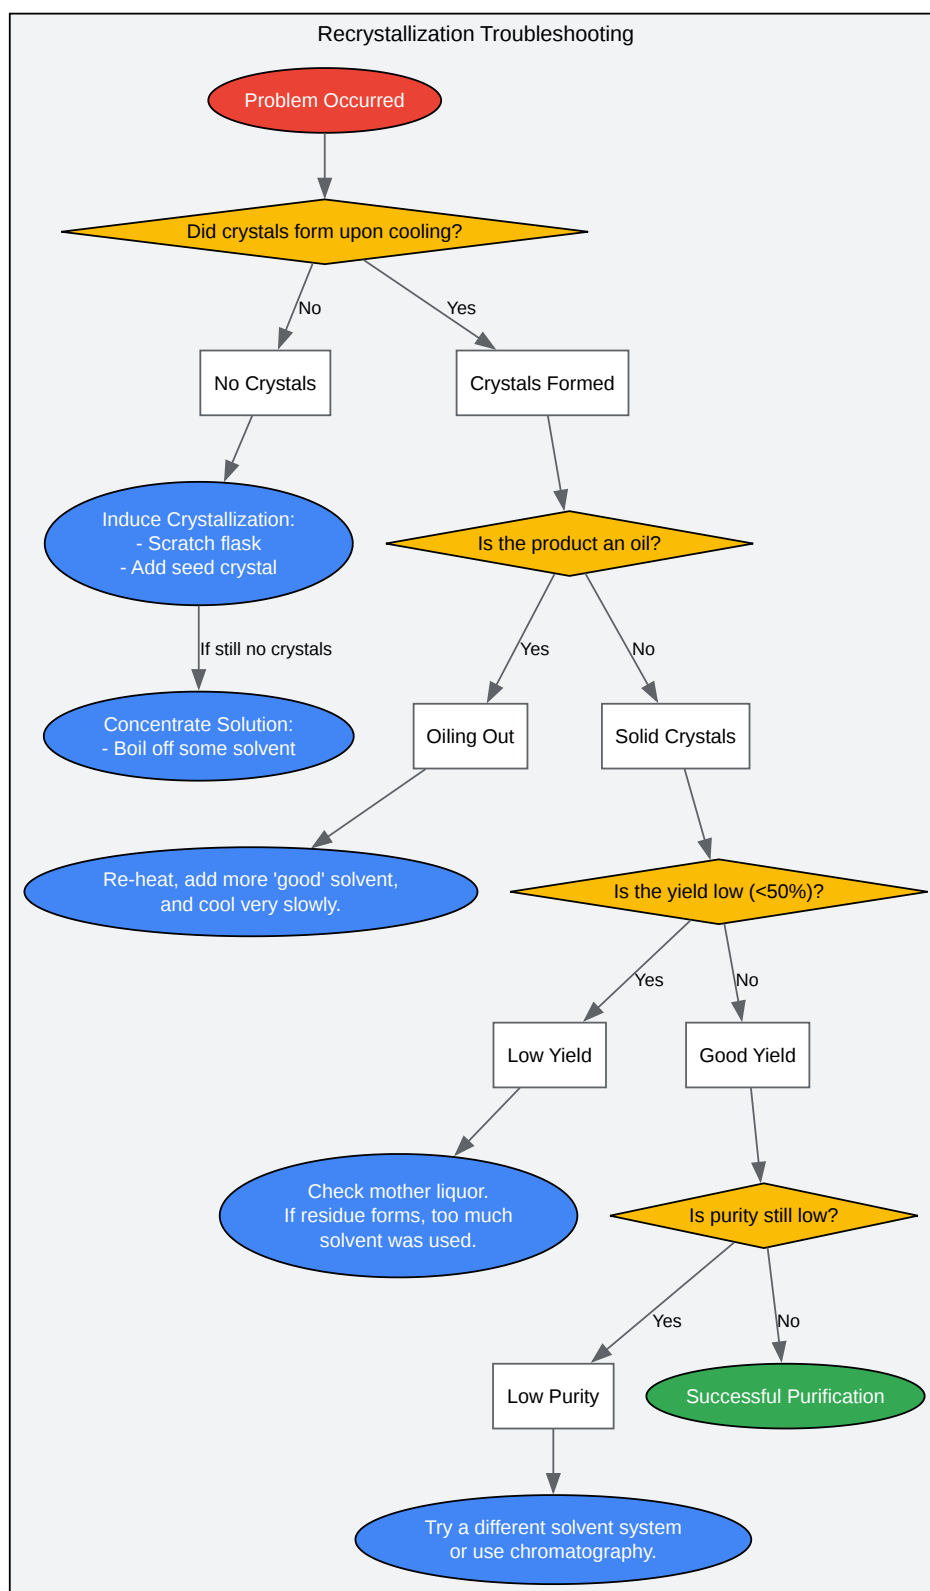 Recrystallization Troubleshooting
Problem Occurred
Did crystals form upon cooling?
No
Yes
No Crystals
Crystals Formed
Induce Crystallization:
- Scratch flask
- Add seed crystal
Is the product an oil?
If still no crystals
Yes
No
Concentrate Solution:
- Boil off some solvent
Oiling Out
Solid Crystals
Re-heat, add more 'good' solvent,
and cool very slowly.
Is the yield low (<50%)?
Yes
No
Low Yield
Good Yield
Check mother liquor.
If residue forms, too much
solvent was used.
Is purity still low?
Yes
No
Low Purity
Successful Purification
Try a different solvent system
or use chromatography.